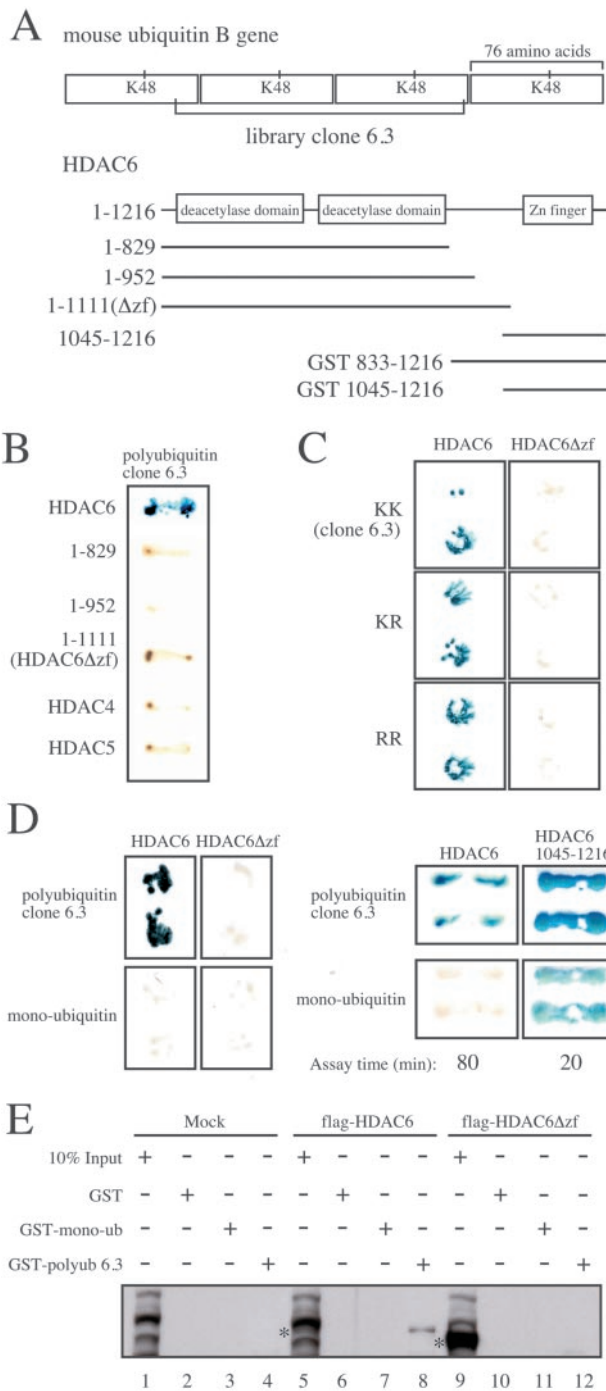 A
mouse ubiquitin B gene
76 amino acids
K48 K48 K48 K48
library clone 6.3
HDAC6
1-1216 deacetylase domain deacetylase domain Zn finger
1-829
1-952
1-1111(Δzf)
1045-1216
GST 833-1216
GST 1045-1216
B
polyubiquitin
clone 6.3
HDAC6
1-829
1-952
1-1111
(HDAC6Δzf)
HDAC4
HDAC5
C
HDAC6 HDAC6Δzf
KK
(clone 6.3)
KR
RR
D
HDAC6 HDAC6Δzf
polyubiquitin
clone 6.3
mono-ubiquitin
HDAC6 HDAC6
1045-1216
polyubiquitin
clone 6.3
mono-ubiquitin
Assay time (min): 80 20
E
Mock flag-HDAC6 flag-HDAC6Δzf
10% Input + - - - + - - - + - - -
GST - + - - - + - - - + - -
GST-mono-ub - - + - - - + - - - + -
GST-polyub 6.3 - - - + - - - + - - - +
* *
1 2 3 4 5 6 7 8 9 10 11 12